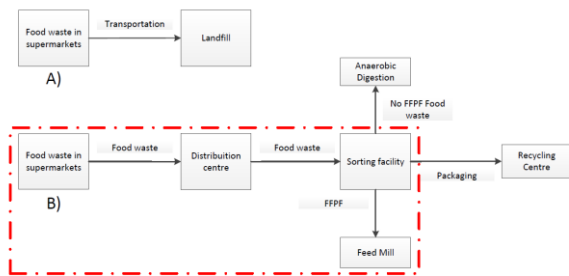 Food waste in
supermarkets
Transportation
Landfill
A)
Anaerobic
Digestion
No FFPF Food
waste
Food waste in
supermarkets
Food waste
Distribuition
centre
Food waste
Sorting facility
Packaging
Recycling
Centre
B)
FFPF
Feed Mill